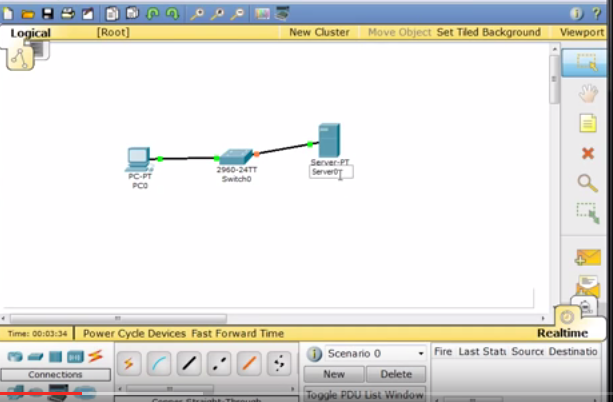 Logical [Root] New Cluster Move Object Set Tiled Background Viewport
PC-PT
PC0
2960-24TT
Switch0
Server-PT
Server0
Time: 00:03:34 Power Cycle Devices Fast Forward Time Realtime
Connections
Copper Straight-Through
Scenario 0
New Delete
Toggle PDU List Window
Fire Last Statu Source Destinatio